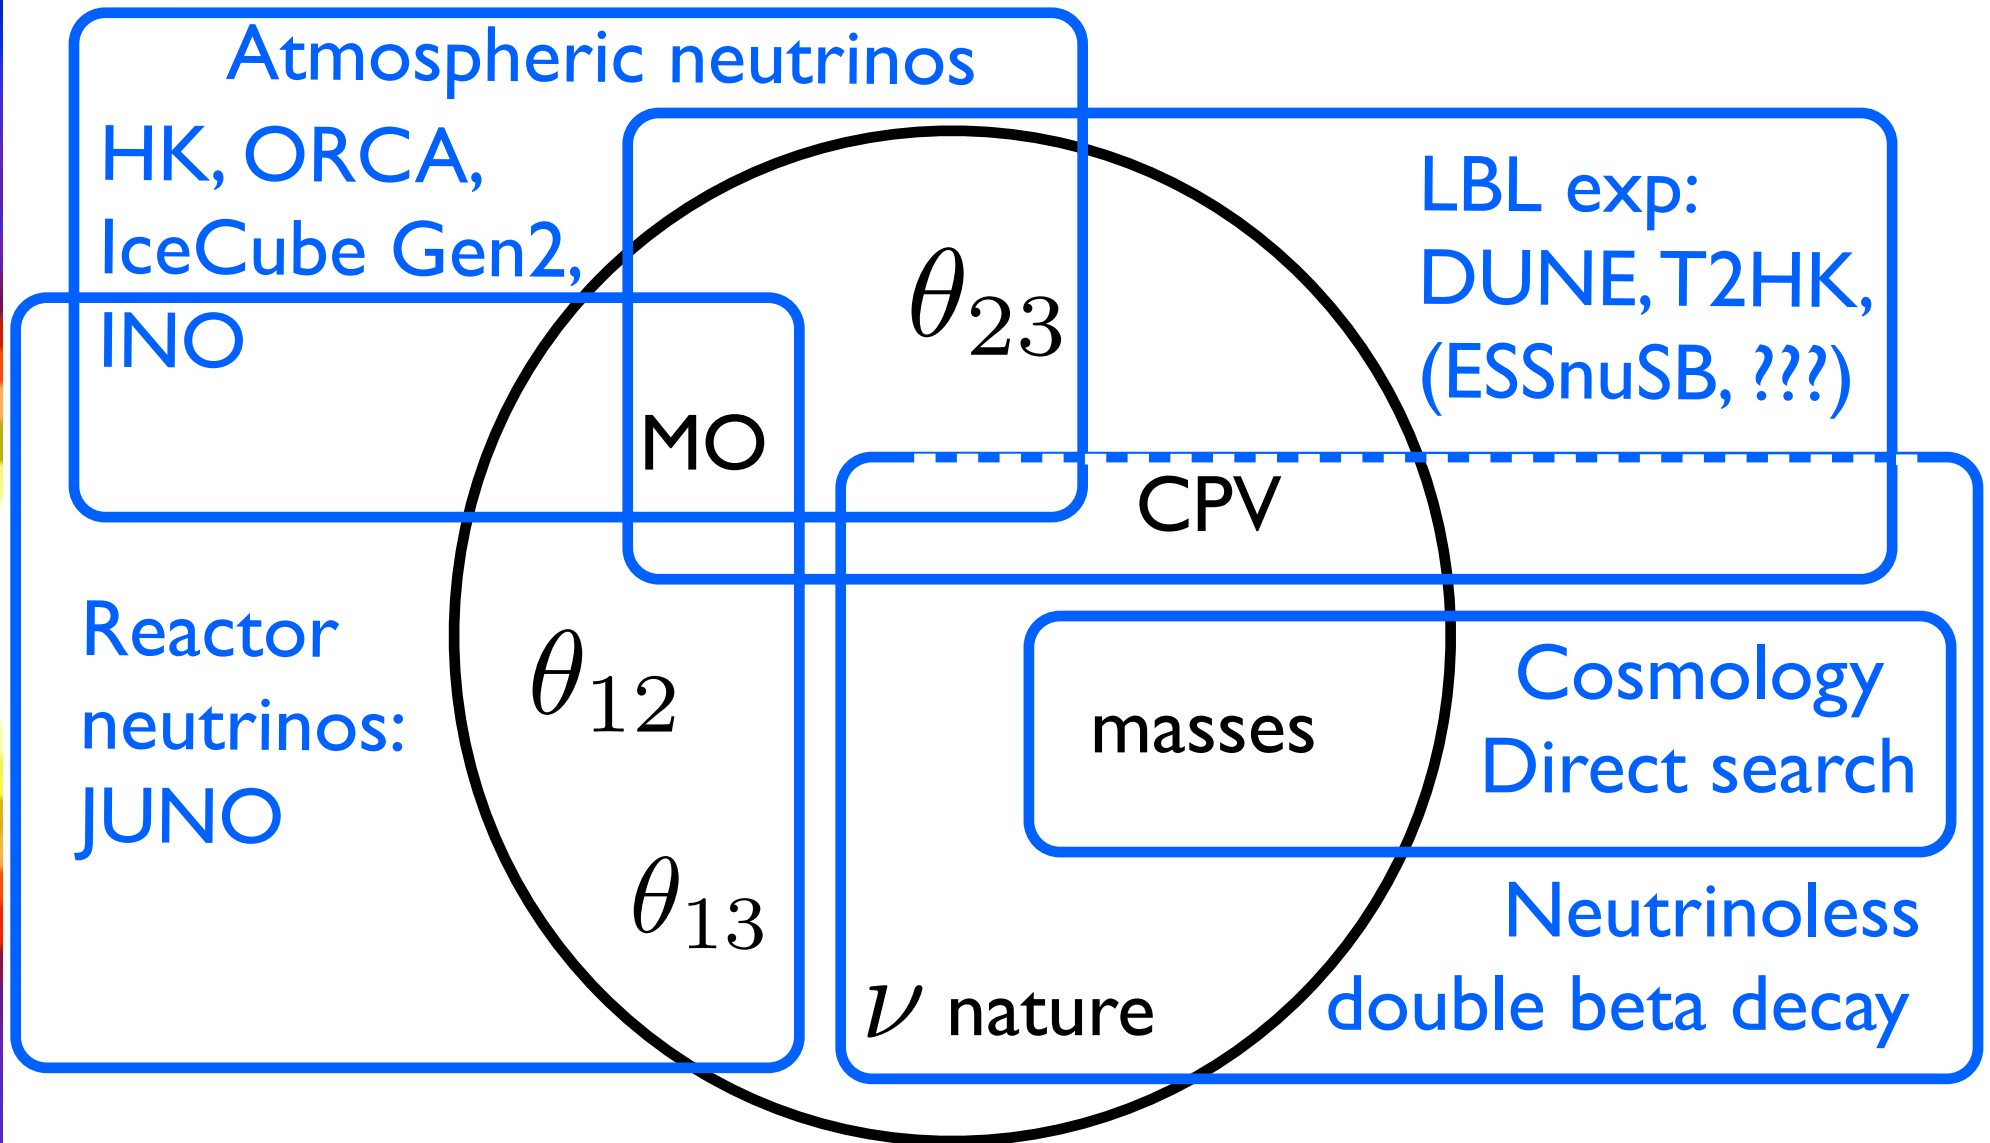 Atmospheric neutrinos
HK, ORCA,
IceCube Gen2,
INO
LBL exp:
DUNE, T2HK,
(ESSnuSB, ???)
θ₂₃
MO
CPV
Reactor
neutrinos:
JUNO
θ₁₂
θ₁₃
masses
Cosmology
Direct search
Neutrinoless
double beta decay
ν nature